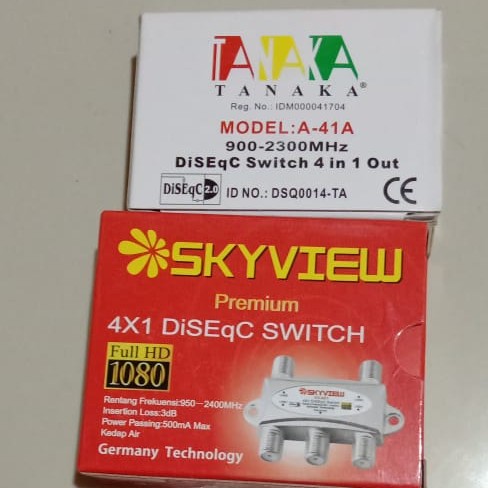 TANAKA
TANAKA®
Reg. No.: IDM000041704
MODEL:A-41A
900-2300MHz
DiSEqC Switch 4 in 1 Out
DiSEqC 2.0
ID NO.: DSQ0014-TA
CE
SKYVIEW
Premium
4X1 DiSEqC SWITCH
Full HD
1080
Rentang Frekuensi:950-2400MHz
Insertion Loss:3dB
Power Passing:500mA Max
Kedap Air
Germany Technology
SKYVIEW